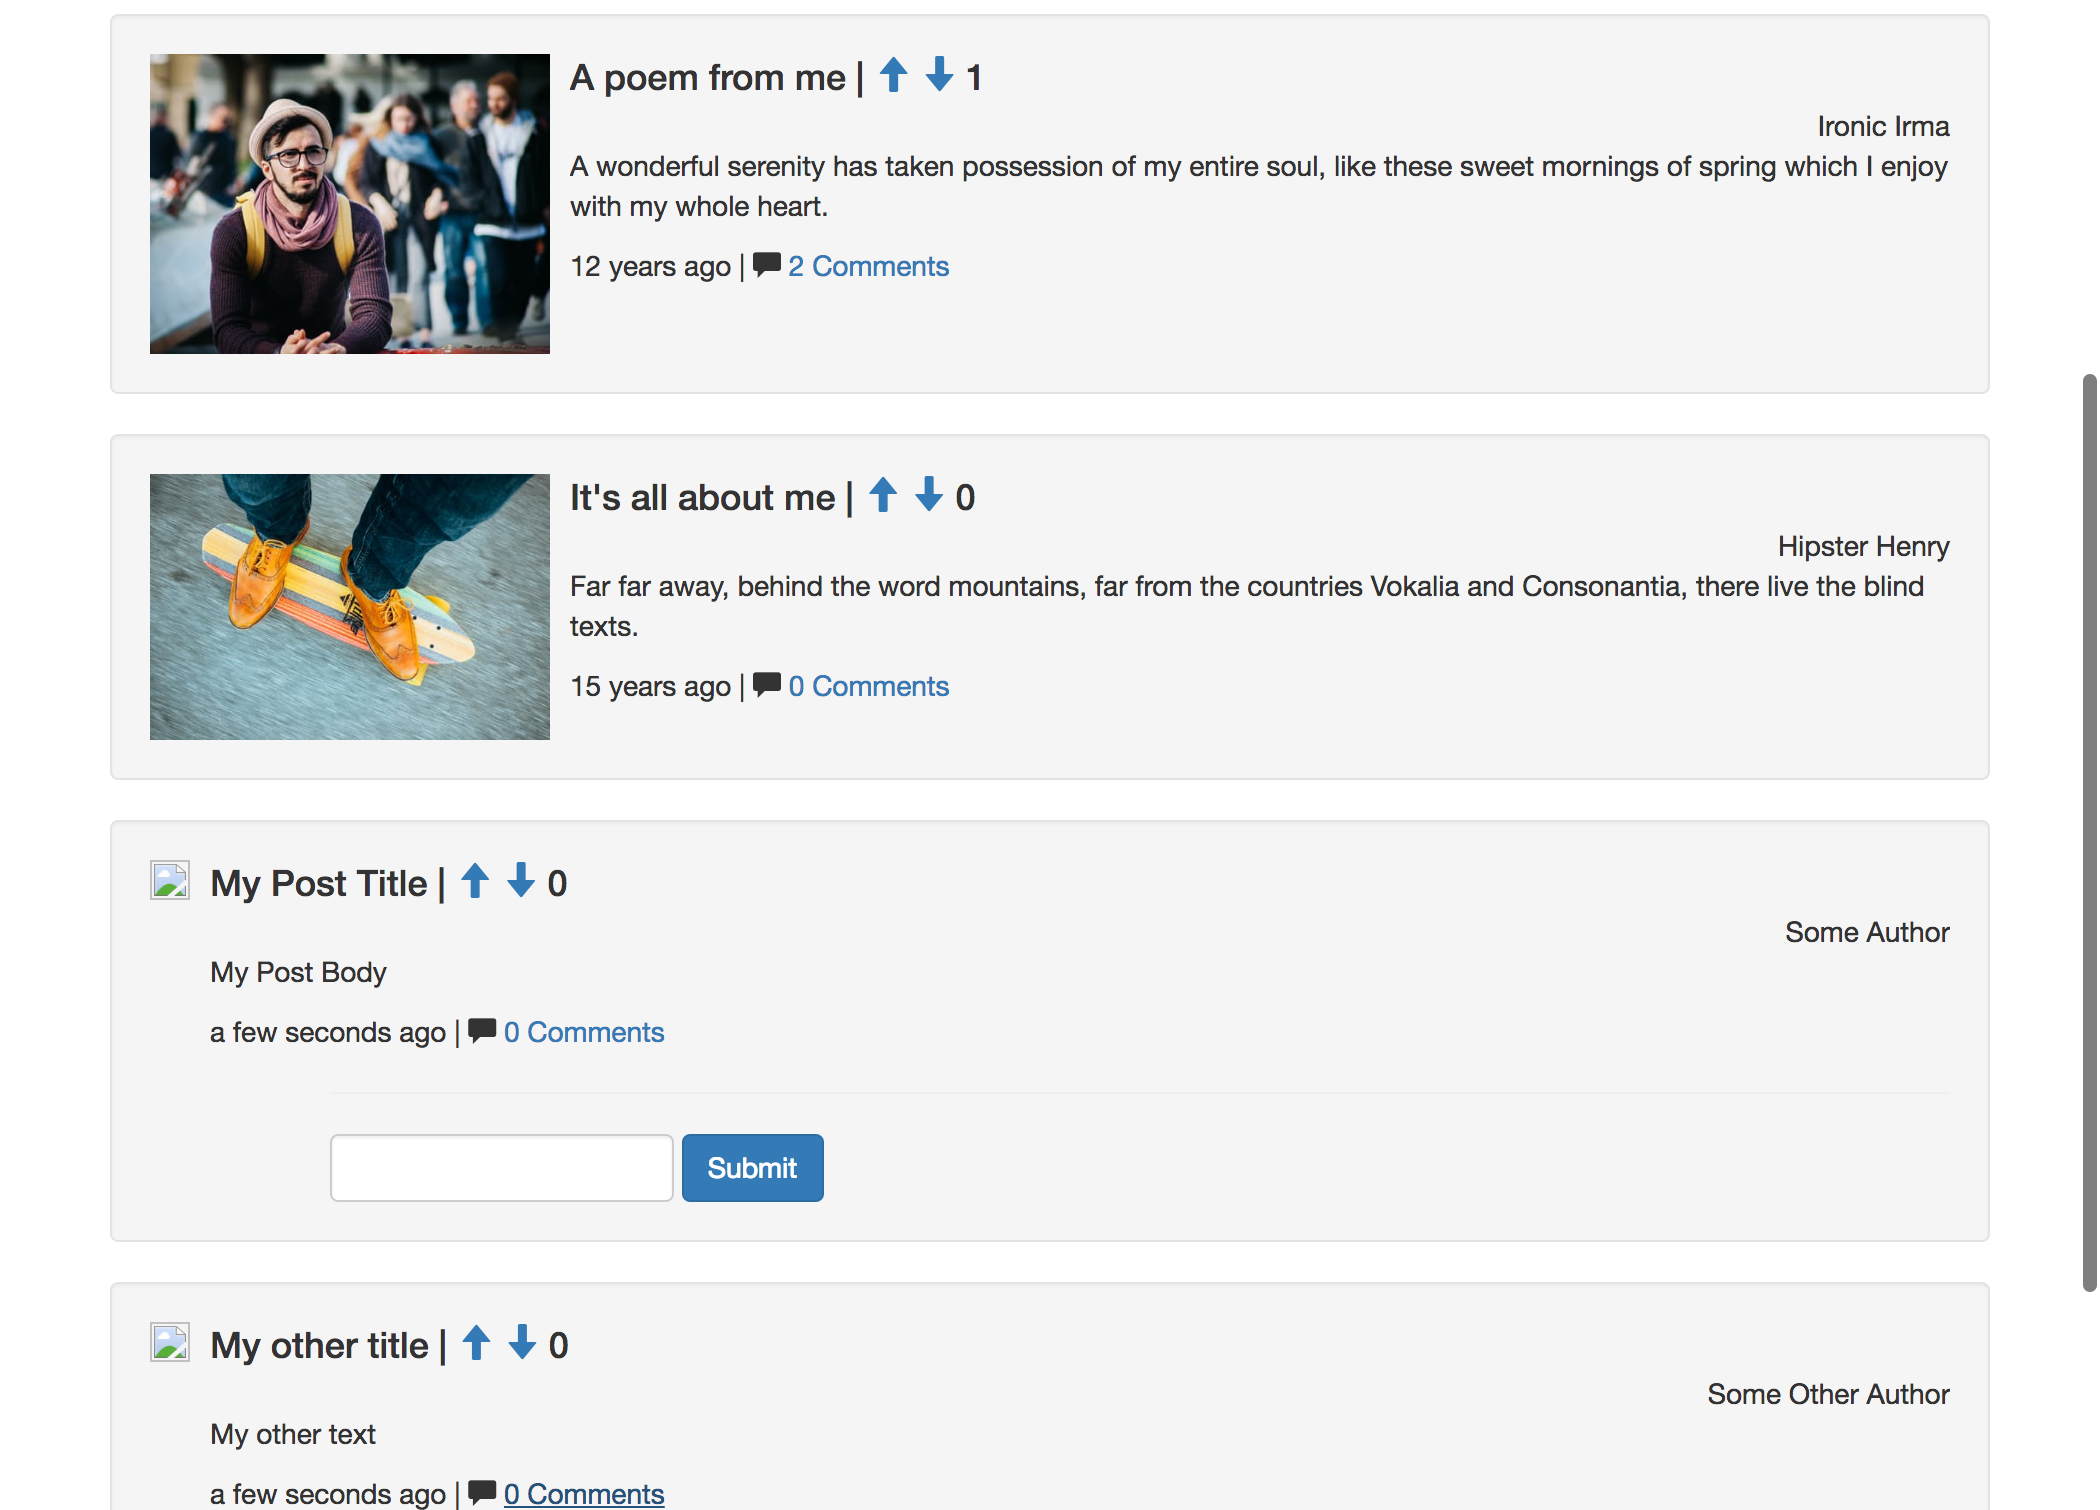 A poem from me | 1
Ironic Irma
A wonderful serenity has taken possession of my entire soul, like these sweet mornings of spring which I enjoy
with my whole heart.
12 years ago | 2 Comments
It's all about me | 0
Hipster Henry
Far far away, behind the word mountains, far from the countries Vokalia and Consonantia, there live the blind
texts.
15 years ago | 0 Comments
My Post Title | 0
Some Author
My Post Body
a few seconds ago | 0 Comments
Submit
My other title | 0
Some Other Author
My other text
a few seconds ago | 0 Comments